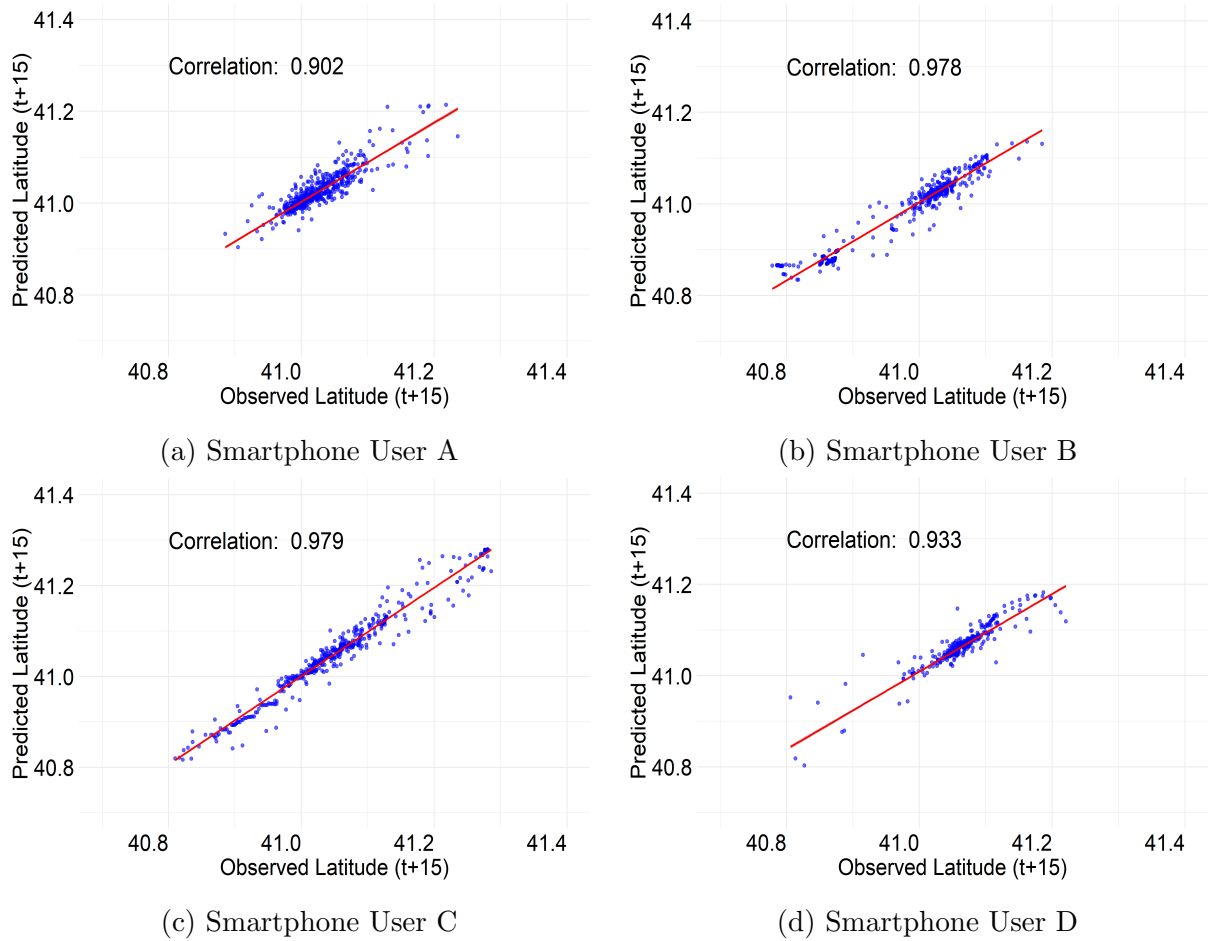 41.4
Correlation: 0.902
41.2
41.0
40.8
Predicted Latitude (t+15)
40.8 41.0 41.2 41.4
Observed Latitude (t+15)
(a) Smartphone User A
41.4
Correlation: 0.978
41.2
41.0
40.8
Predicted Latitude (t+15)
40.8 41.0 41.2 41.4
Observed Latitude (t+15)
(b) Smartphone User B
41.4
Correlation: 0.979
41.2
41.0
40.8
Predicted Latitude (t+15)
40.8 41.0 41.2 41.4
Observed Latitude (t+15)
(c) Smartphone User C
41.4
Correlation: 0.933
41.2
41.0
40.8
Predicted Latitude (t+15)
40.8 41.0 41.2 41.4
Observed Latitude (t+15)
(d) Smartphone User D